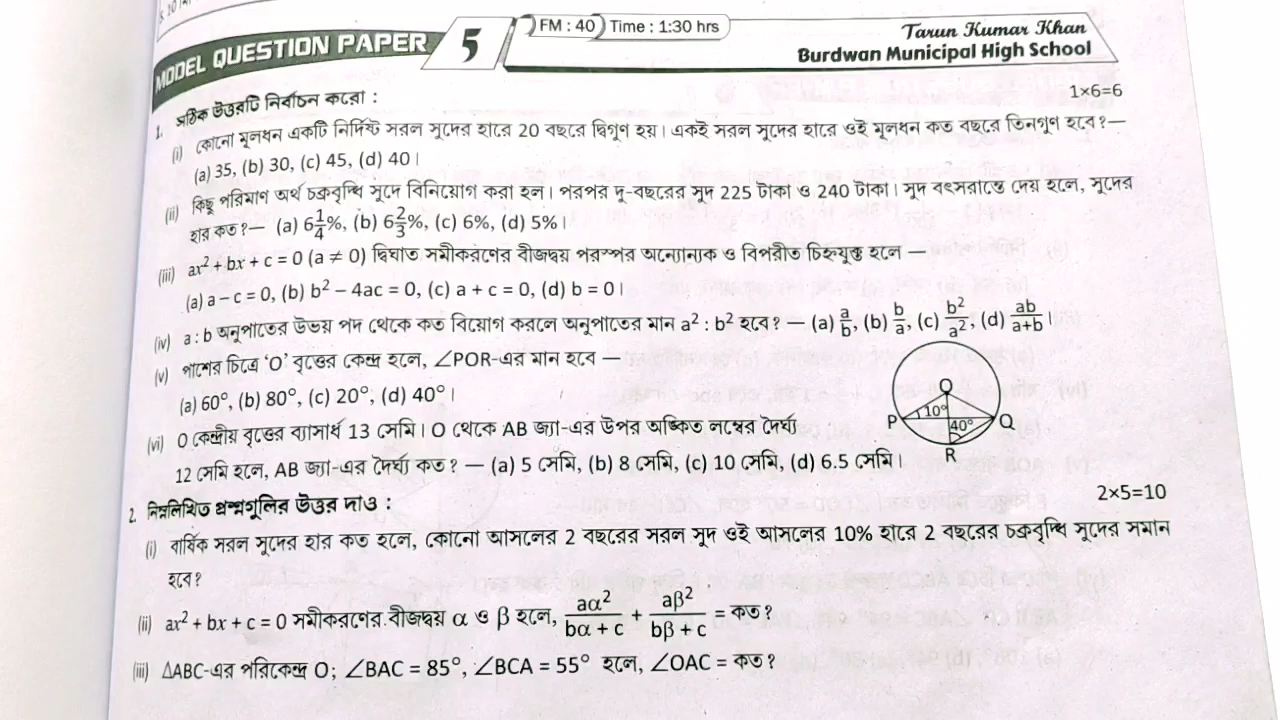 MODEL QUESTION PAPER 5 FM : 40 Time : 1:30 hrs
Tarun Kumar Khan
Burdwan Municipal High School
1. সঠিক উত্তরটি নির্বাচন করো : 1×6=6
(i) কোনো মূলধন একটি নির্দিষ্ট সরল সুদের হারে 20 বছরে দ্বিগুণ হয়। একই সরল সুদের হারে ওই মূলধন কত বছরে তিনগুণ হবে?—
(a) 35, (b) 30, (c) 45, (d) 40।
(ii) কিছু পরিমাণ অর্থ চক্রবৃদ্ধি সুদে বিনিয়োগ করা হল। পরপর দু-বছরের সুদ 225 টাকা ও 240 টাকা। সুদ বৎসরান্তে দেয় হলে, সুদের
হার কত?— (a) 6 1/4%, (b) 6 2/3%, (c) 6%, (d) 5%।
(iii) ax² + bx + c = 0 (a ≠ 0) দ্বিঘাত সমীকরণের বীজদ্বয় পরস্পর অন্যোন্যক ও বিপরীত চিহ্নযুক্ত হলে —
(a) a – c = 0, (b) b² – 4ac = 0, (c) a + c = 0, (d) b = 0।
(iv) a : b অনুপাতের উভয় পদ থেকে কত বিয়োগ করলে অনুপাতের মান a² : b² হবে? — (a) a/b, (b) b/a, (c) b²/a², (d) ab/a+b।
(v) পাশের চিত্রে ‘O’ বৃত্তের কেন্দ্র হলে, ∠POR-এর মান হবে —
(a) 60°, (b) 80°, (c) 20°, (d) 40°।
O
P 10° 40° Q
R
(vi) O কেন্দ্রীয় বৃত্তের ব্যাসার্ধ 13 সেমি। O থেকে AB জ্যা-এর উপর অঙ্কিত লম্বের দৈর্ঘ্য
12 সেমি হলে, AB জ্যা-এর দৈর্ঘ্য কত? — (a) 5 সেমি, (b) 8 সেমি, (c) 10 সেমি, (d) 6.5 সেমি।
2. নিম্নলিখিত প্রশ্নগুলির উত্তর দাও : 2×5=10
(i) বার্ষিক সরল সুদের হার কত হলে, কোনো আসলের 2 বছরের সরল সুদ ওই আসলের 10% হারে 2 বছরের চক্রবৃদ্ধি সুদের সমান
হবে?
(ii) ax² + bx + c = 0 সমীকরণের বীজদ্বয় α ও β হলে, aα²/bα + c + aβ²/bβ + c = কত?
(iii) ΔABC-এর পরিকেন্দ্র O; ∠BAC = 85°, ∠BCA = 55° হলে, ∠OAC = কত?